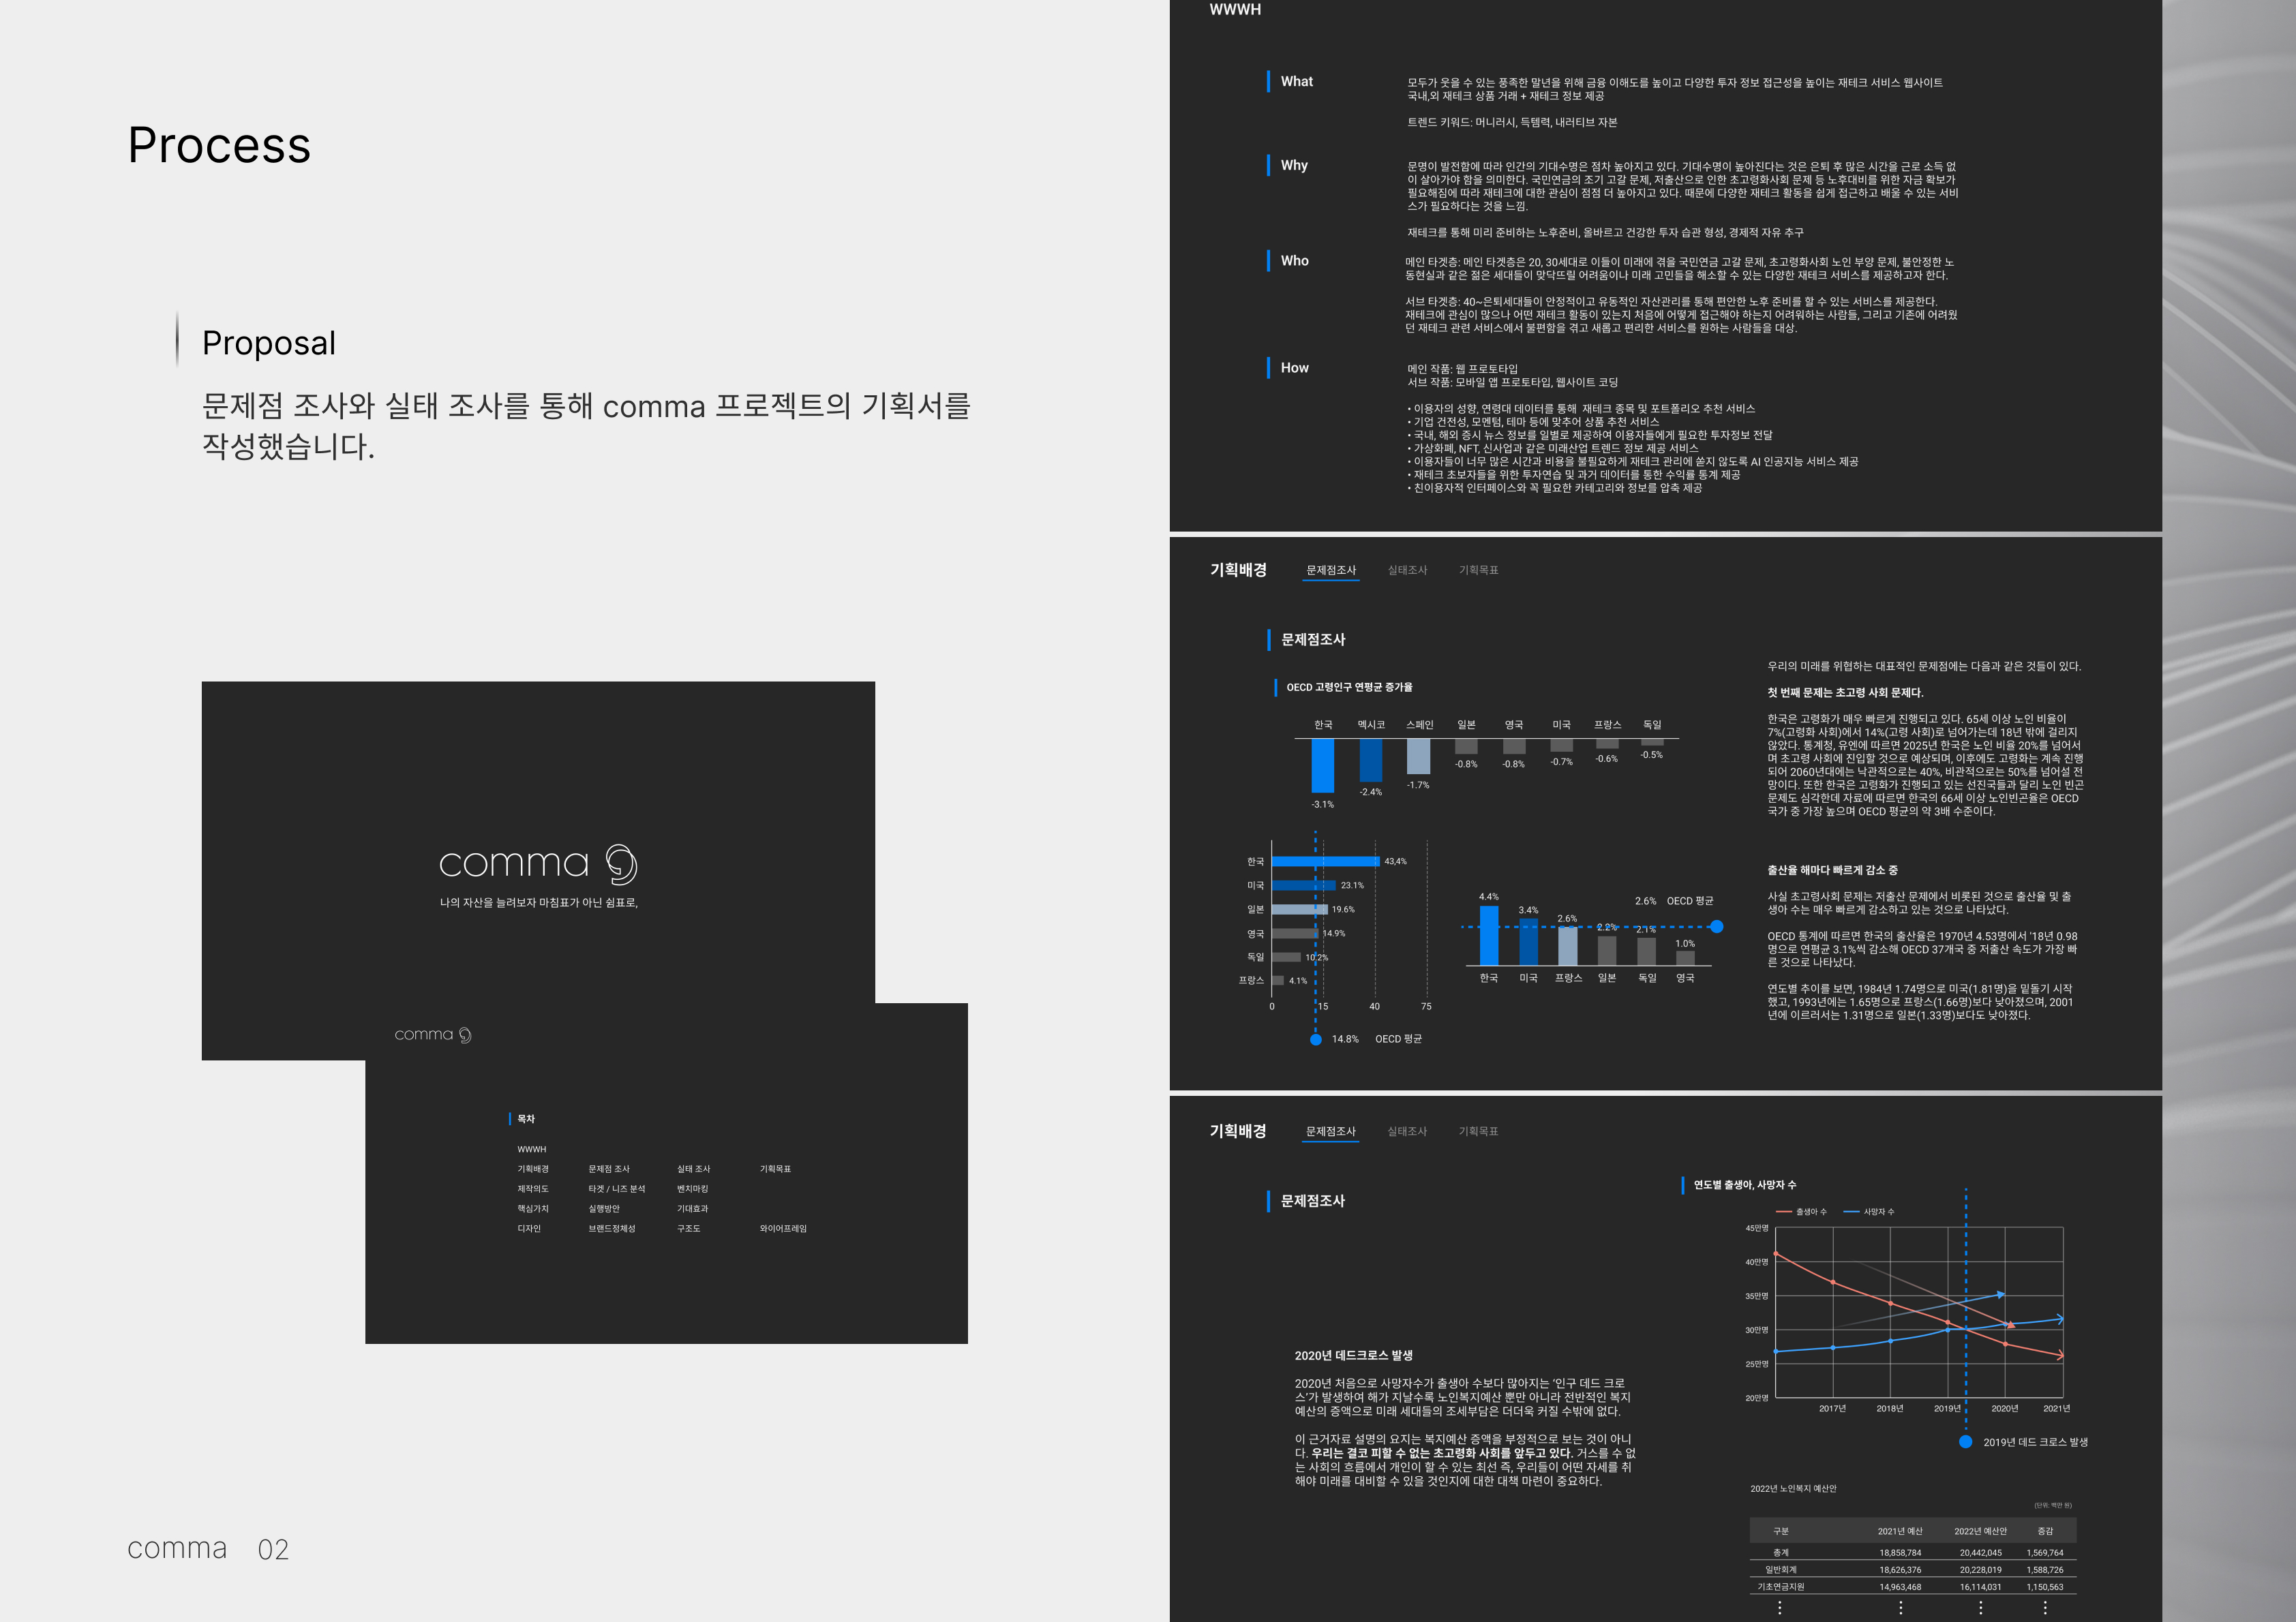 Process
Proposal
문제점 조사와 실태 조사를 통해 comma 프로젝트의 기획서를
작성했습니다.
comma
나의 자산을 늘려보자 마침표가 아닌 쉼표로,
comma
목차
WWWH
기획배경 문제점 조사 실태 조사 기획목표
제작의도 타겟 / 니즈 분석 벤치마킹
핵심가치 실행방안 기대효과
디자인 브랜드정체성 구조도 와이어프레임
comma 02
WWWH
What
모두가 웃을 수 있는 풍족한 말년을 위해 금융 이해도를 높이고 다양한 투자 정보 접근성을 높이는 재테크 서비스 웹사이트
국내,외 재테크 상품 거래 + 재테크 정보 제공
트렌드 키워드: 머니러시, 득템력, 내러티브 자본
Why
문명이 발전함에 따라 인간의 기대수명은 점차 높아지고 있다. 기대수명이 높아진다는 것은 은퇴 후 많은 시간을 근로 소득 없
이 살아가야 함을 의미한다. 국민연금의 조기 고갈 문제, 저출산으로 인한 초고령화사회 문제 등 노후대비를 위한 자금 확보가
필요해짐에 따라 재테크에 대한 관심이 점점 더 높아지고 있다. 때문에 다양한 재테크 활동을 쉽게 접근하고 배울 수 있는 서비
스가 필요하다는 것을 느낌.
재테크를 통해 미리 준비하는 노후준비, 올바르고 건강한 투자 습관 형성, 경제적 자유 추구
Who
메인 타겟층: 메인 타겟층은 20, 30세대로 이들이 미래에 겪을 국민연금 고갈 문제, 초고령화사회 노인 부양 문제, 불안정한 노
동현실과 같은 젊은 세대들이 맞닥뜨릴 어려움이나 미래 고민들을 해소할 수 있는 다양한 재테크 서비스를 제공하고자 한다.
서브 타겟층: 40~은퇴세대들이 안정적이고 유동적인 자산관리를 통해 편안한 노후 준비를 할 수 있는 서비스를 제공한다.
재테크에 관심이 많으나 어떤 재테크 활동이 있는지 처음에 어떻게 접근해야 하는지 어려워하는 사람들, 그리고 기존에 어려웠
던 재테크 관련 서비스에서 불편함을 겪고 새롭고 편리한 서비스를 원하는 사람들을 대상.
How
메인 작품: 웹 프로토타입
서브 작품: 모바일 앱 프로토타입, 웹사이트 코딩
• 이용자의 성향, 연령대 데이터를 통해 재테크 종목 및 포트폴리오 추천 서비스
• 기업 건전성, 모멘텀, 테마 등에 맞추어 상품 추천 서비스
• 국내, 해외 증시 뉴스 정보를 일별로 제공하여 이용자들에게 필요한 투자정보 전달
• 가상화폐, NFT, 신사업과 같은 미래산업 트렌드 정보 제공 서비스
• 이용자들이 너무 많은 시간과 비용을 불필요하게 재테크 관리에 쏟지 않도록 AI 인공지능 서비스 제공
• 재테크 초보자들을 위한 투자연습 및 과거 데이터를 통한 수익률 통계 제공
• 친이용자적 인터페이스와 꼭 필요한 카테고리와 정보를 압축 제공
기획배경 문제점조사 실태조사 기획목표
문제점조사
OECD 고령인구 연평균 증가율
한국 멕시코 스페인 일본 영국 미국 프랑스 독일
-3.1% -2.4% -1.7% -0.8% -0.8% -0.7% -0.6% -0.5%
한국 43,4%
미국 23.1%
일본 19.6%
영국 14.9%
독일 10.2%
프랑스 4.1%
0 15 40 75
14.8% OECD 평균
4.4% 3.4% 2.6% 2.2% 2.1% 1.0%
2.6% OECD 평균
한국 미국 프랑스 일본 독일 영국
우리의 미래를 위협하는 대표적인 문제점에는 다음과 같은 것들이 있다.
첫 번째 문제는 초고령 사회 문제다.
한국은 고령화가 매우 빠르게 진행되고 있다. 65세 이상 노인 비율이
7%(고령화 사회)에서 14%(고령 사회)로 넘어가는데 18년 밖에 걸리지
않았다. 통계청, 유엔에 따르면 2025년 한국은 노인 비율 20%를 넘어서
며 초고령 사회에 진입할 것으로 예상되며, 이후에도 고령화는 계속 진행
되어 2060년대에는 낙관적으로는 40%, 비관적으로는 50%를 넘어설 전
망이다. 또한 한국은 고령화가 진행되고 있는 선진국들과 달리 노인 빈곤
문제도 심각한데 자료에 따르면 한국의 66세 이상 노인빈곤율은 OECD
국가 중 가장 높으며 OECD 평균의 약 3배 수준이다.
출산율 해마다 빠르게 감소 중
사실 초고령사회 문제는 저출산 문제에서 비롯된 것으로 출산율 및 출
생아 수는 매우 빠르게 감소하고 있는 것으로 나타났다.
OECD 통계에 따르면 한국의 출산율은 1970년 4.53명에서 '18년 0.98
명으로 연평균 3.1%씩 감소해 OECD 37개국 중 저출산 속도가 가장 빠
른 것으로 나타났다.
연도별 추이를 보면, 1984년 1.74명으로 미국(1.81명)을 밑돌기 시작
했고, 1993년에는 1.65명으로 프랑스(1.66명)보다 낮아졌으며, 2001
년에 이르러서는 1.31명으로 일본(1.33명)보다도 낮아졌다.
기획배경 문제점조사 실태조사 기획목표
문제점조사
2020년 데드크로스 발생
2020년 처음으로 사망자수가 출생아 수보다 많아지는 '인구 데드 크로
스'가 발생하여 해가 지날수록 노인복지예산 뿐만 아니라 전반적인 복지
예산의 증액으로 미래 세대들의 조세부담은 더더욱 커질 수밖에 없다.
이 근거자료 설명의 요지는 복지예산 증액을 부정적으로 보는 것이 아니
다. 우리는 결코 피할 수 없는 초고령화 사회를 앞두고 있다. 거스를 수 없
는 사회의 흐름에서 개인이 할 수 있는 최선 즉, 우리들이 어떤 자세를 취
해야 미래를 대비할 수 있을 것인지에 대한 대책 마련이 중요하다.
연도별 출생아, 사망자 수
출생아 수 사망자 수
45만명
40만명
35만명
30만명
25만명
20만명
2017년 2018년 2019년 2020년 2021년
2019년 데드 크로스 발생
2022년 노인복지 예산안
(단위: 백만 원)
구분 2021년 예산 2022년 예산안 증감
총계 18,858,784 20,442,045 1,569,764
일반회계 18,626,376 20,228,019 1,588,726
기초연금지원 14,963,468 16,114,031 1,150,563